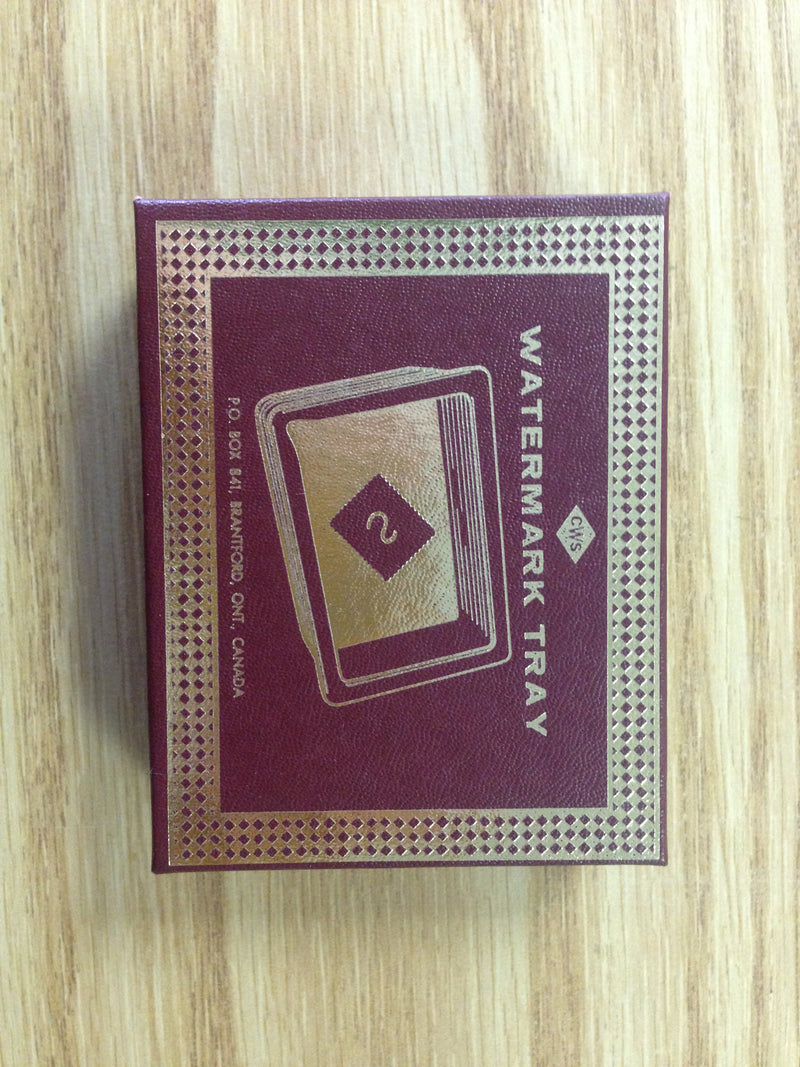 CWS
WATERMARK TRAY
P.O. BOX 841, BRANTFORD, ONT., CANADA